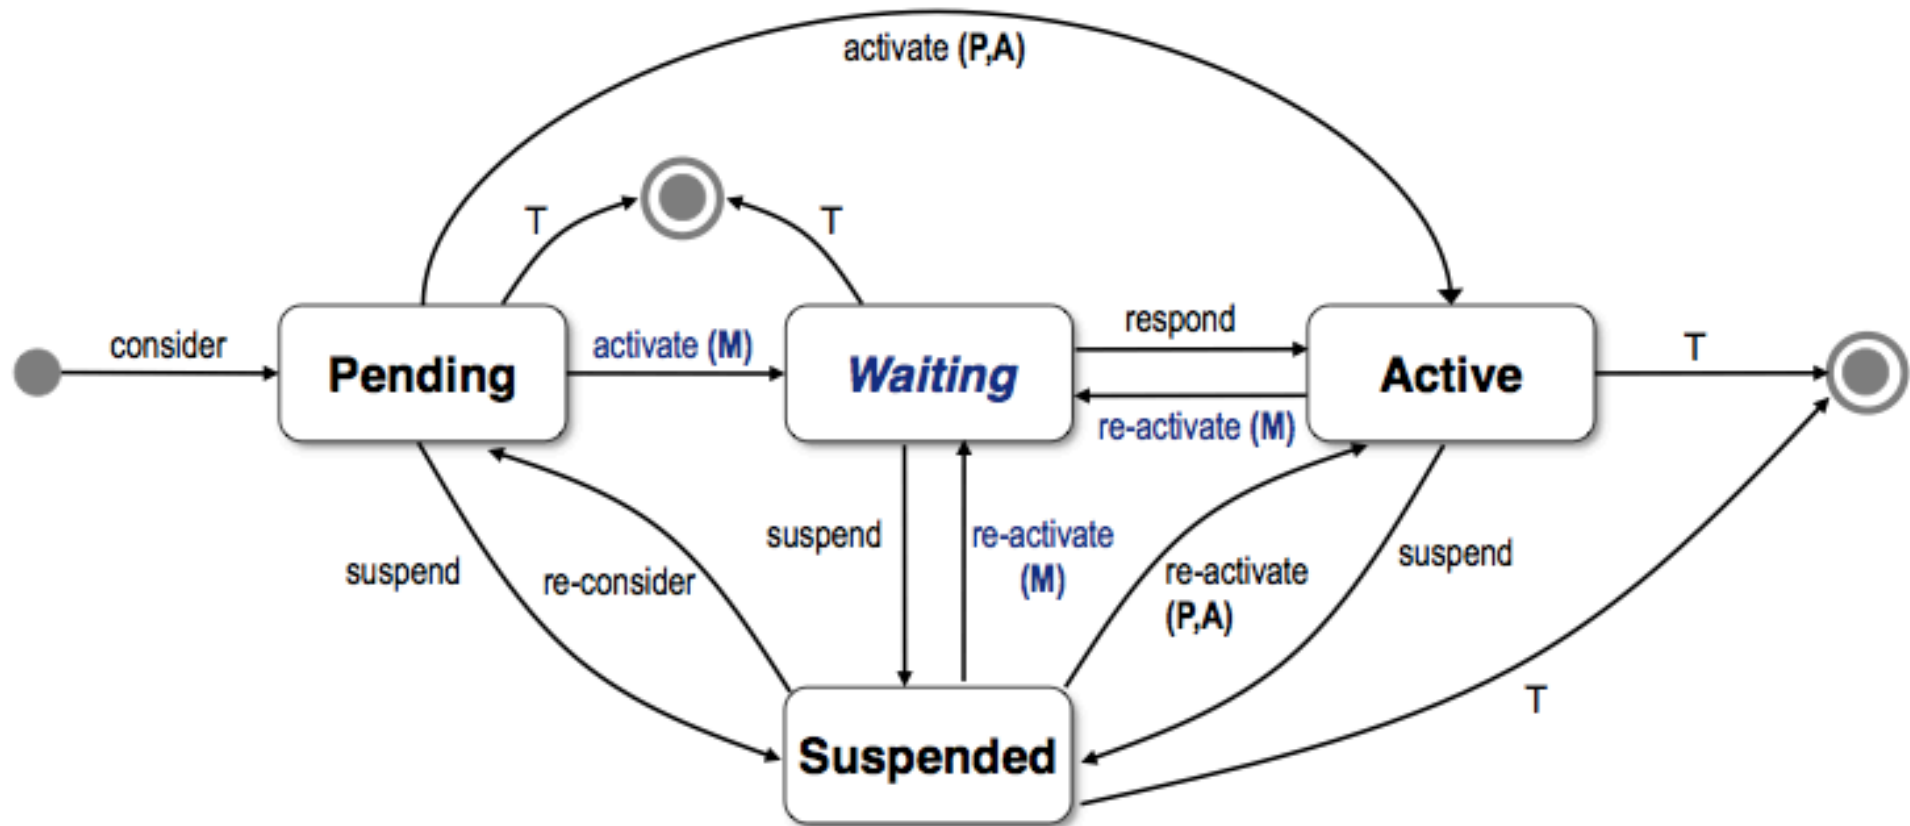 activate (P,A)
T
T
consider
activate (M)
respond
T
Pending
Waiting
Active
re-activate (M)
suspend
re-activate
(M)
suspend
re-consider
re-activate
(P,A)
suspend
T
Suspended